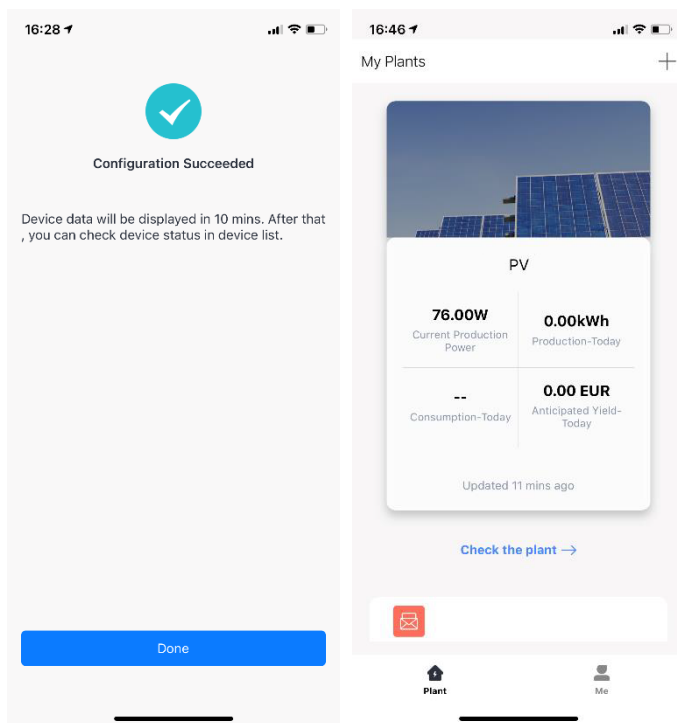 16:28
Configuration Succeeded
Device data will be displayed in 10 mins. After that
, you can check device status in device list.
Done
16:46
My Plants
PV
76.00W
Current Production
Power
0.00kWh
Production-Today
--
Consumption-Today
0.00 EUR
Anticipated Yield-
Today
Updated 11 mins ago
Check the plant →
Plant
Me